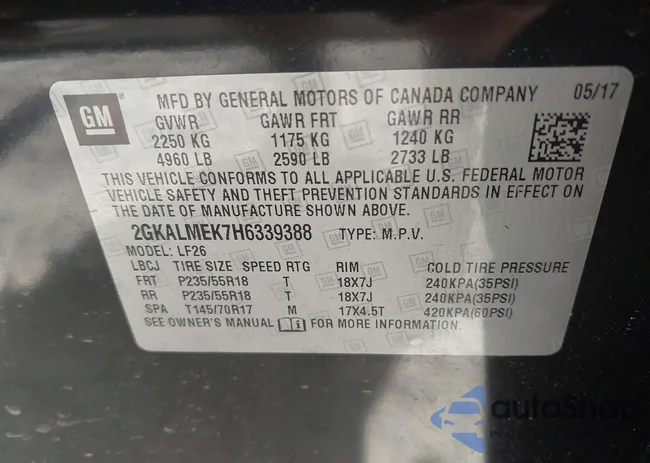 GM
MFD BY GENERAL MOTORS OF CANADA COMPANY 05/17
GVWR GAWR FRT GAWR RR
2250 KG 1175 KG 1240 KG
4960 LB 2590 LB 2733 LB
THIS VEHICLE CONFORMS TO ALL APPLICABLE U.S. FEDERAL MOTOR
VEHICLE SAFETY AND THEFT PREVENTION STANDARDS IN EFFECT ON
THE DATE OF MANUFACTURE SHOWN ABOVE.
2GKALMEK7H6339388 TYPE: M.P.V.
MODEL: LF26
LBCJ TIRE SIZE SPEED RTG RIM COLD TIRE PRESSURE
FRT P235/55R18 T 18X7J 240KPA(35PSI)
RR P235/55R18 T 18X7J 240KPA(35PSI)
SPA T145/70R17 M 17X4.5T 420KPA(60PSI)
SEE OWNER'S MANUAL FOR MORE INFORMATION.
autoShop